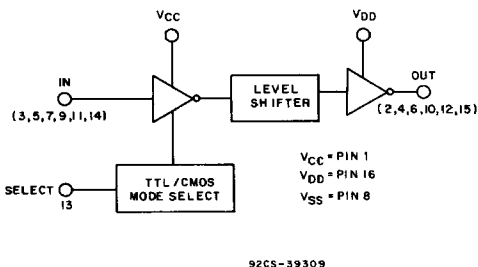 VCC
VDD
IN
(3,5,7,9,11,14)
LEVEL
SHIFTER
OUT
(2,4,6,10,12,15)
TTL/CMOS
MODE SELECT
SELECT
13
VCC = PIN 1
VDD = PIN 16
VSS = PIN 8
92CS-39309